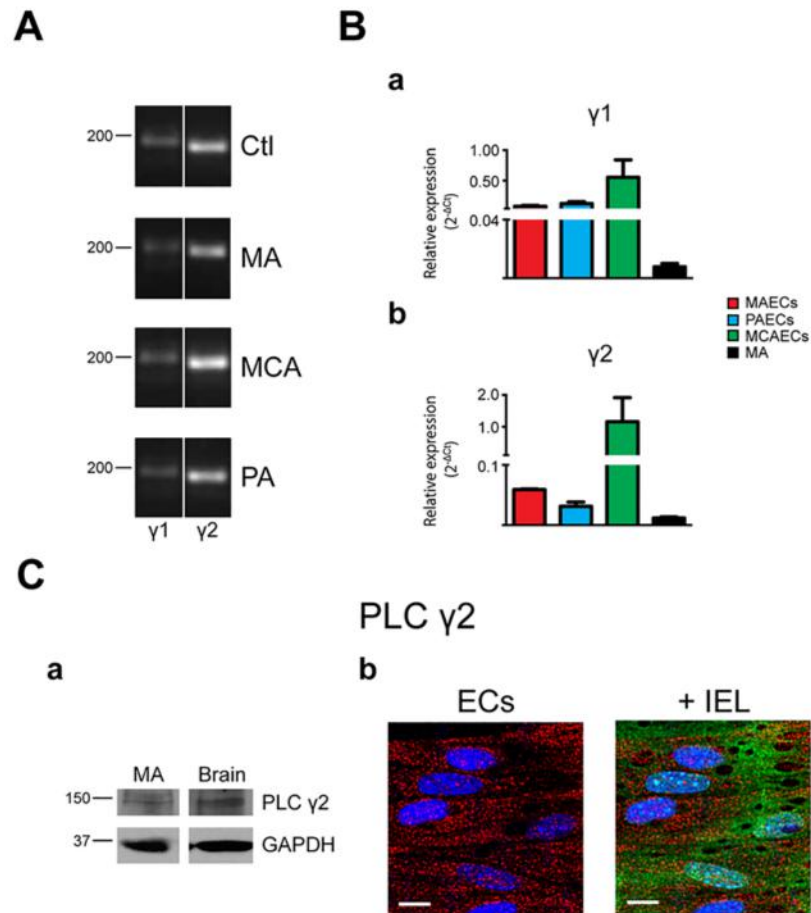 A
200
Ctl
200
MA
200
MCA
200
PA
γ1 γ2
B
a
γ1
Relative expression
(2^-ΔCt)
1.00
0.50
0.04
b
γ2
Relative expression
(2^-ΔCt)
2.0
1.0
0.1
MAECs
PAECs
MCAECs
MA
C
PLC γ2
a
MA Brain
150 PLC γ2
37 GAPDH
b
ECs + IEL